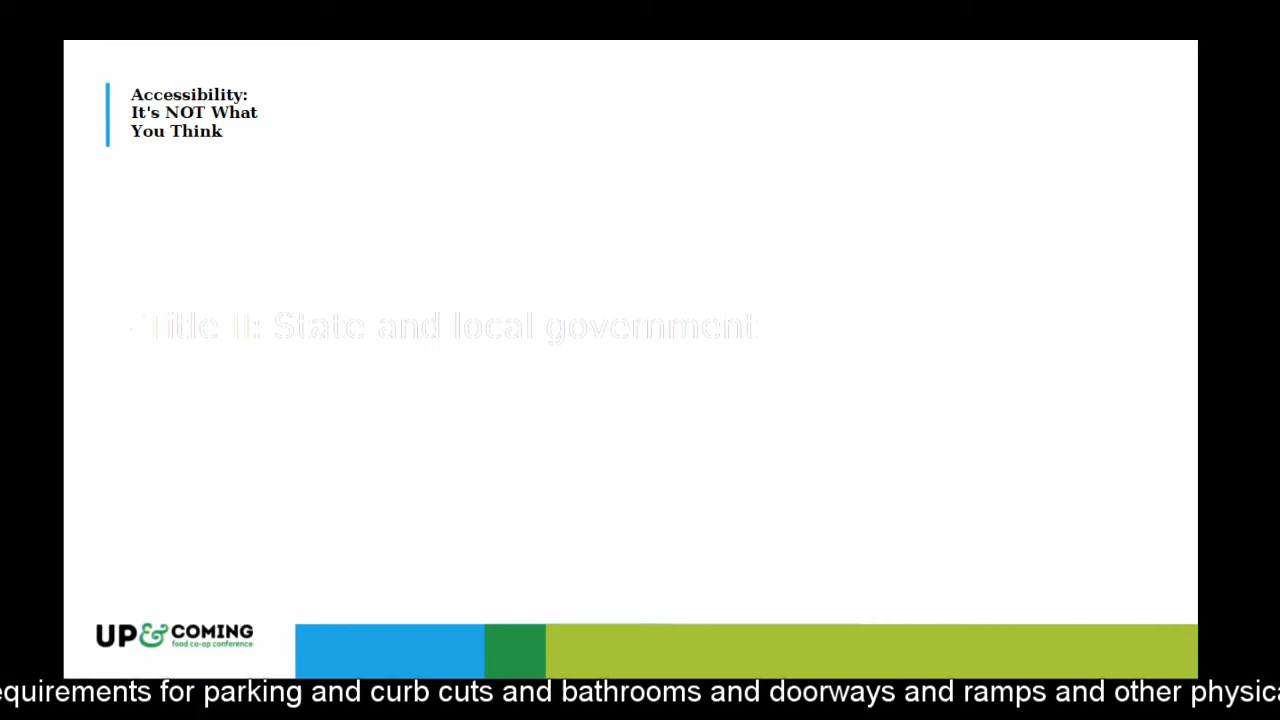 Accessibility:
It's NOT What
You Think
- Title II: State and local government
UP & COMING
food co-op conference
equirements for parking and curb cuts and bathrooms and doorways and ramps and other physica